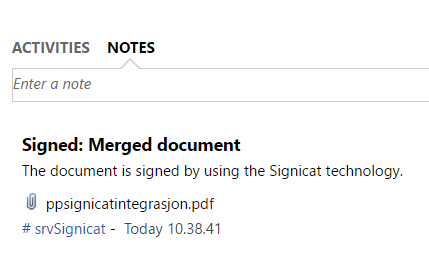 ACTIVITIES NOTES
Enter a note
Signed: Merged document
The document is signed by using the Signicat technology.
ppsignicatintegrasjon.pdf
# srvSignicat - Today 10.38.41